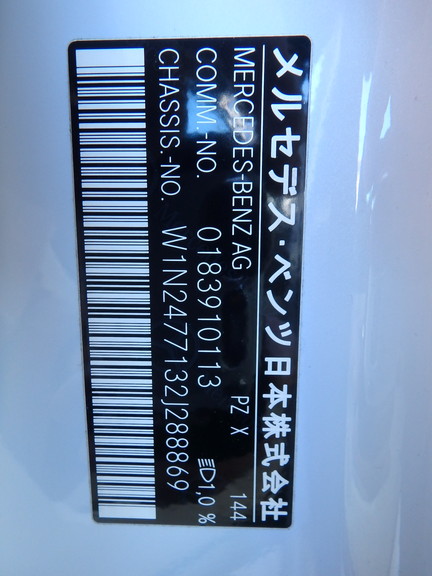 メルセデス・ベンツ日本株式会社
MERCEDES-BENZ AG PZ X 144
COMM.-NO. 0183910113 1,0 %
CHASSIS.-NO. W1N2477132J288869